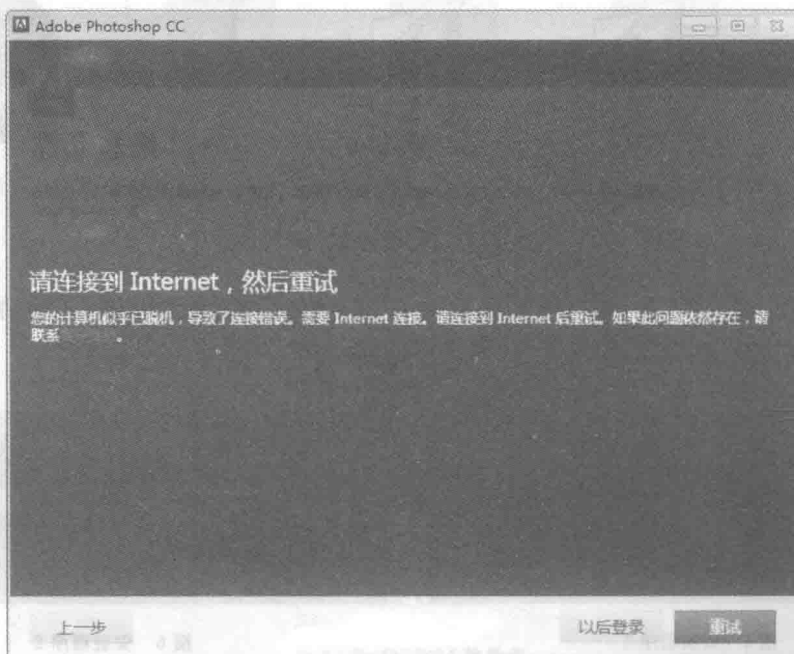 Adobe Photoshop CC
请连接到 Internet，然后重试
您的计算机似乎已脱机，导致了连接错误。需要 Internet 连接。请连接到 Internet 后重试。如果此问题依然存在，请
联系 。
上一步 以后登录 重试